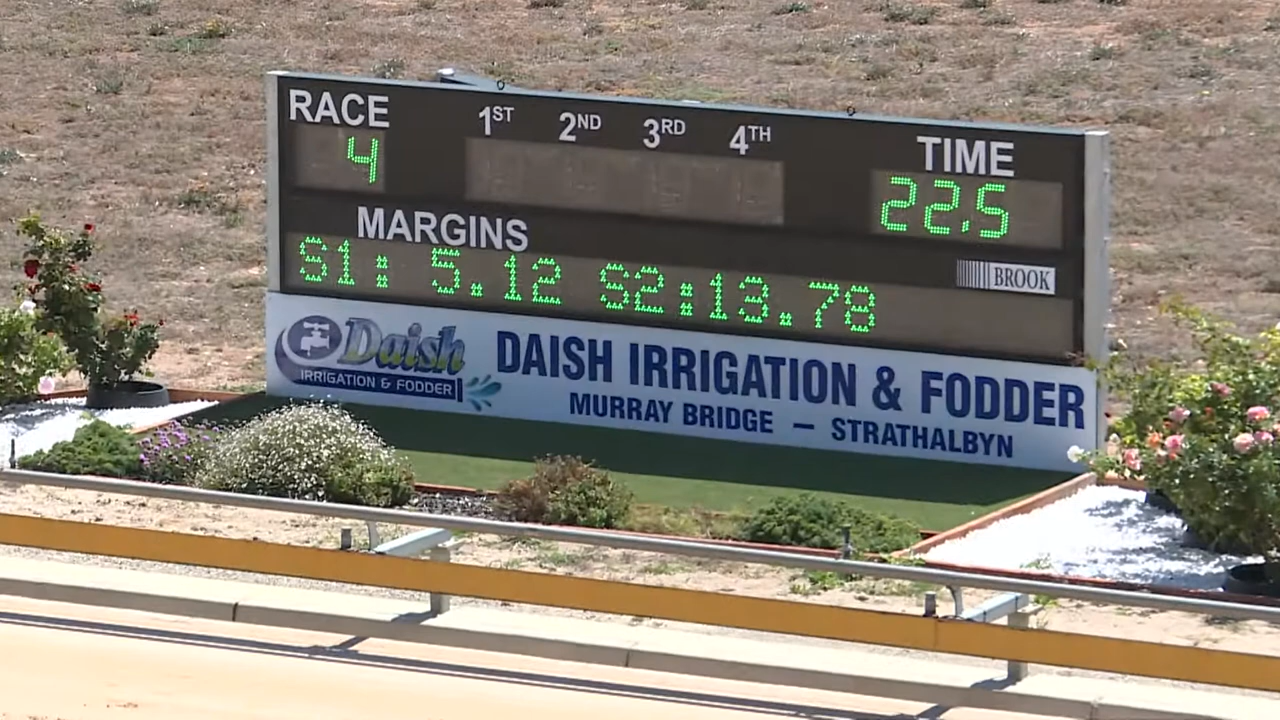 RACE 1ST 2ND 3RD 4TH TIME
4 22.5
MARGINS
S1: 5.12 S2:13.78
BROOK
Daish
IRRIGATION & FODDER
DAISH IRRIGATION & FODDER
MURRAY BRIDGE – STRATHALBYN